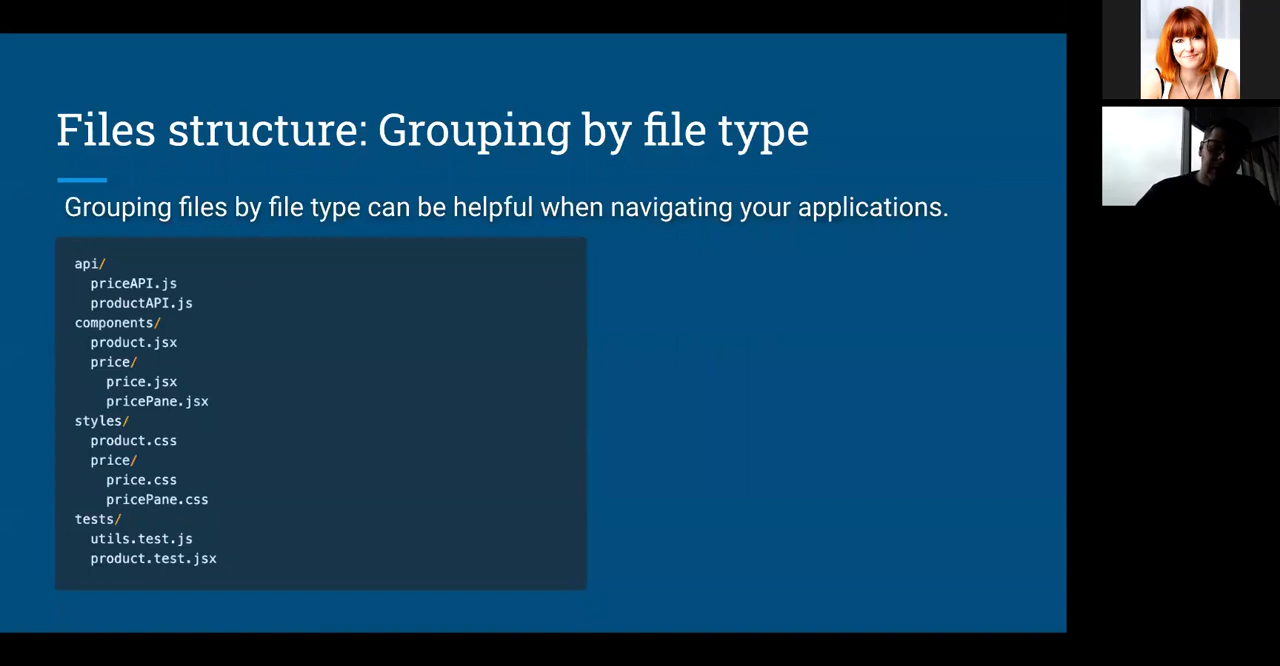 Files structure: Grouping by file type
Grouping files by file type can be helpful when navigating your applications.
api/
priceAPI.js
productAPI.js
components/
product.jsx
price/
price.jsx
pricePane.jsx
styles/
product.css
price/
price.css
pricePane.css
tests/
utils.test.js
product.test.jsx